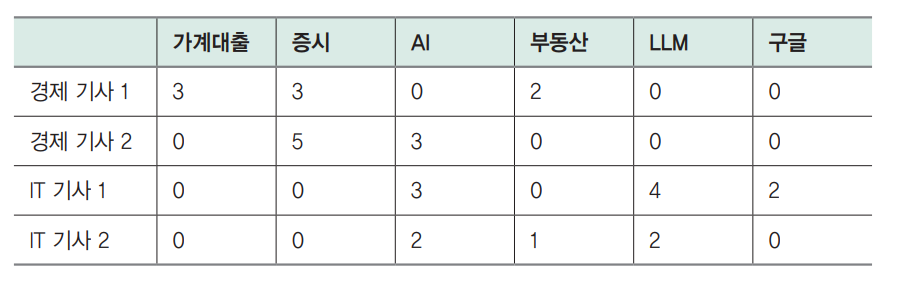 가계대출 증시 AI 부동산 LLM 구글
경제 기사 1 3 3 0 2 0 0
경제 기사 2 0 5 3 0 0 0
IT 기사 1 0 0 3 0 4 2
IT 기사 2 0 0 2 1 2 0